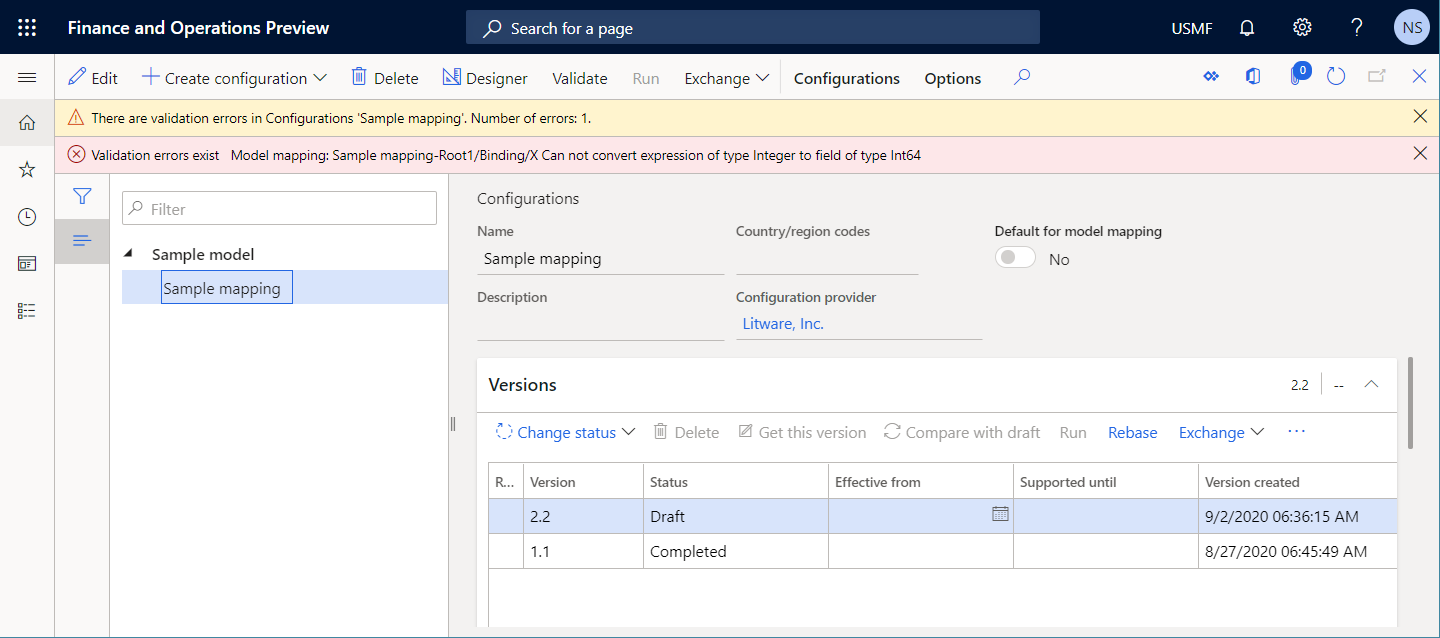 Finance and Operations Preview
Search for a page
USMF
NS
Edit
Create configuration
Delete
Designer
Validate
Run
Exchange
Configurations
Options
0
There are validation errors in Configurations 'Sample mapping'. Number of errors: 1.
Validation errors exist Model mapping: Sample mapping-Root1/Binding/X Can not convert expression of type Integer to field of type Int64
Filter
Sample model
Sample mapping
Configurations
Name
Country/region codes
Default for model mapping
Sample mapping
No
Description
Configuration provider
Litware, Inc.
Versions
2.2
--
Change status
Delete
Get this version
Compare with draft
Run
Rebase
Exchange
···
R... Version Status Effective from Supported until Version created
2.2 Draft 9/2/2020 06:36:15 AM
1.1 Completed 8/27/2020 06:45:49 AM